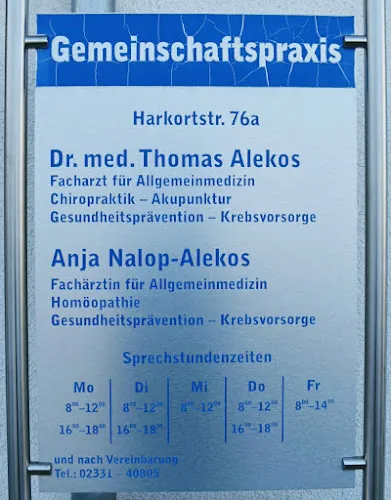 Gemeinschaftspraxis
Harkortstr. 76a
Dr. med. Thomas Alekos
Facharzt für Allgemeinmedizin
Chiropraktik – Akupunktur
Gesundheitsprävention – Krebsvorsorge
Anja Nalop-Alekos
Fachärztin für Allgemeinmedizin
Homöopathie
Gesundheitsprävention – Krebsvorsorge
Sprechstundenzeiten
Mo Di Mi Do Fr
8⁰⁰–12⁰⁰ 8⁰⁰–12⁰⁰ 8⁰⁰–12⁰⁰ 8⁰⁰–12⁰⁰ 8⁰⁰–14⁰⁰
16⁰⁰–18⁰⁰ 16⁰⁰–18⁰⁰ 16⁰⁰–18⁰⁰
und nach Vereinbarung
Tel.: 02331 – 40805